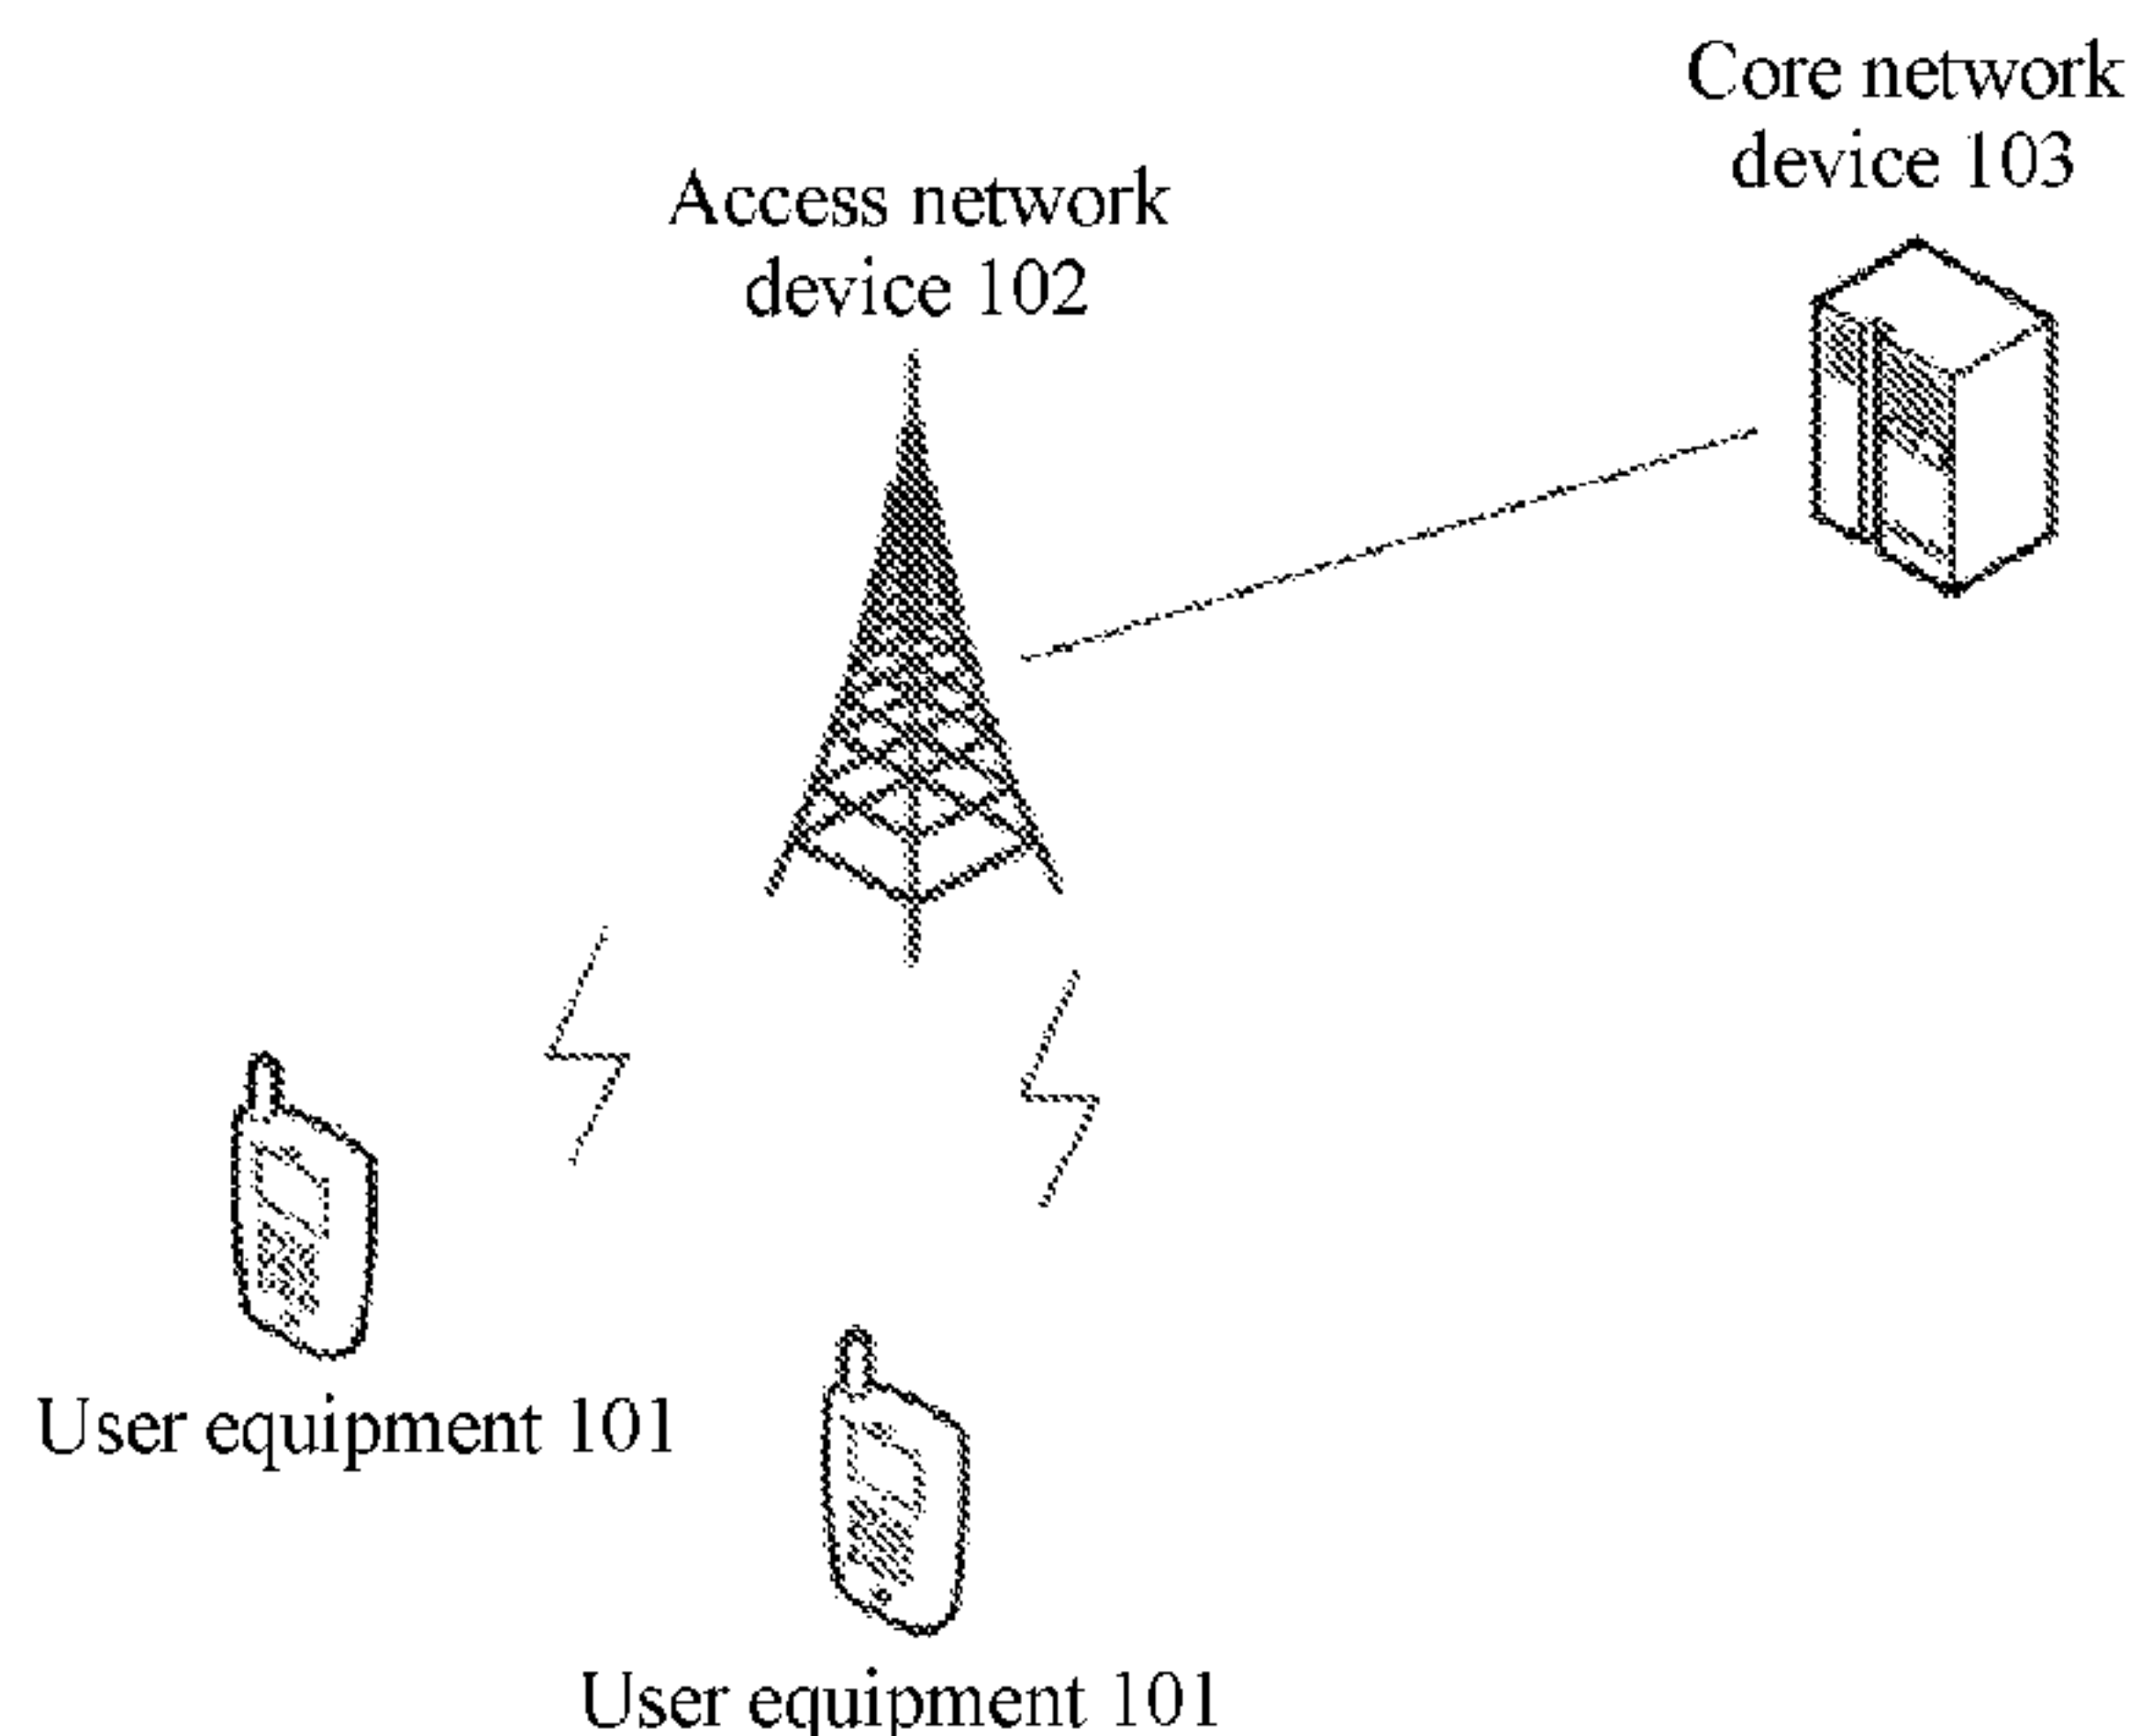 Core network
device 103
Access network
device 102
User equipment 101
User equipment 101